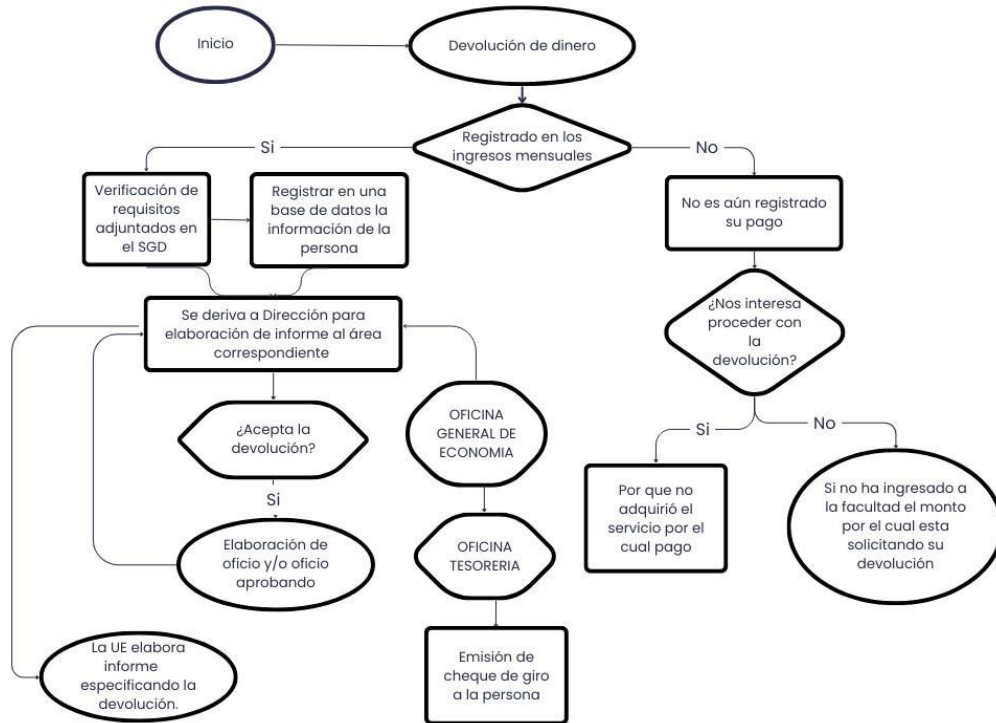 Inicio
Devolución de dinero
Registrado en los
ingresos mensuales
Si
No
Verificación de
requisitos
adjuntados en
el SGD
Registrar en una
base de datos la
información de la
persona
No es aún registrado
su pago
Se deriva a Dirección para
elaboración de informe al área
correspondiente
¿Nos interesa
proceder con
la
devolución?
¿Acepta la
devolución?
OFICINA
GENERAL DE
ECONOMIA
Si
No
Si
Por que no
adquirió el
servicio por el
cual pago
Si no ha ingresado a
la facultad el monto
por el cual esta
solicitando su
devolución
Elaboración de
oficio y/o oficio
aprobando
OFICINA
TESORERIA
La UE elabora
informe
especificando la
devolución.
Emisión de
cheque de giro
a la persona